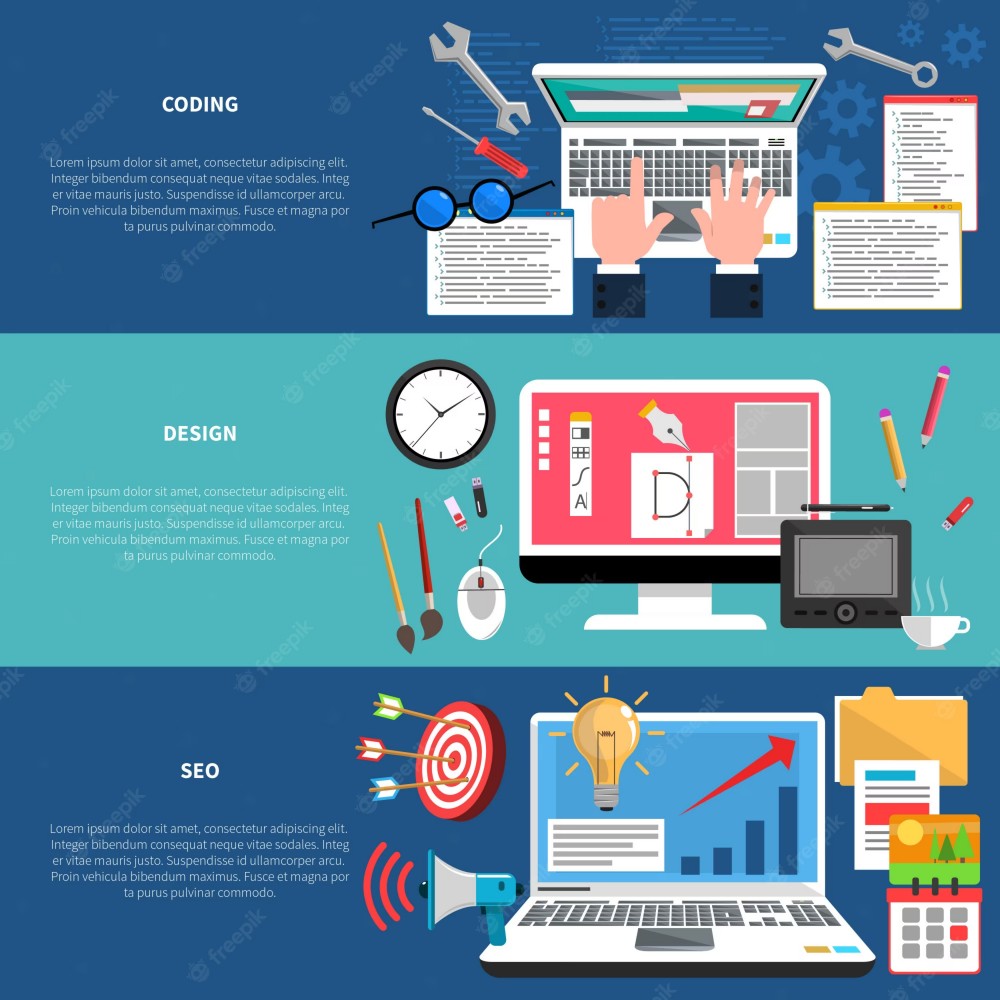 CODING
Lorem ipsum dolor sit amet, consectetur adipiscing elit.
Integer bibendum consequat neque vitae sodales. Integ
er vitae mauris justo. Suspendisse id ullamcorper arcu.
Proin vehicula bibendum maximus. Fusce et magna por
ta purus pulvinar commodo.
DESIGN
A
D
Lorem ipsum dolor sit amet, consectetur adipiscing elit.
Integer bibendum consequat neque vitae sodales. Integ
er vitae mauris justo. Suspendisse id ullamcorper arcu.
Proin vehicula bibendum maximus. Fusce et magna por
ta purus pulvinar commodo.
SEO
Lorem ipsum dolor sit amet, consectetur adipiscing elit.
Integer bibendum consequat neque vitae sodales. Integ
er vitae mauris justo. Suspendisse id ullamcorper arcu.
Proin vehicula bibendum maximus. Fusce et magna por
ta purus pulvinar commodo.
freepik